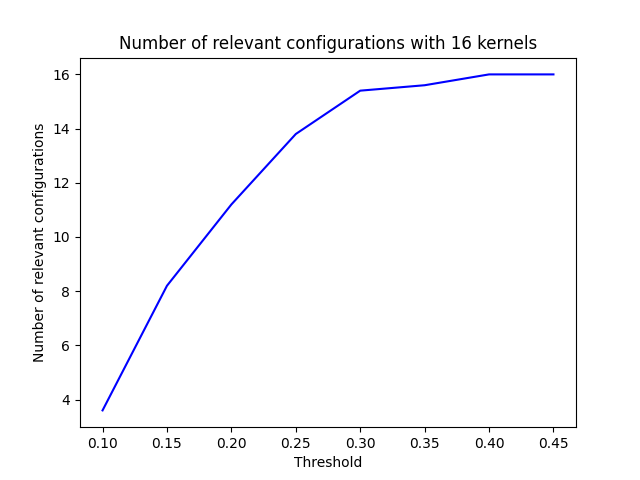 Number of relevant configurations with 16 kernels
Number of relevant configurations
16
14
12
10
8
6
4
0.10 0.15 0.20 0.25 0.30 0.35 0.40 0.45
Threshold